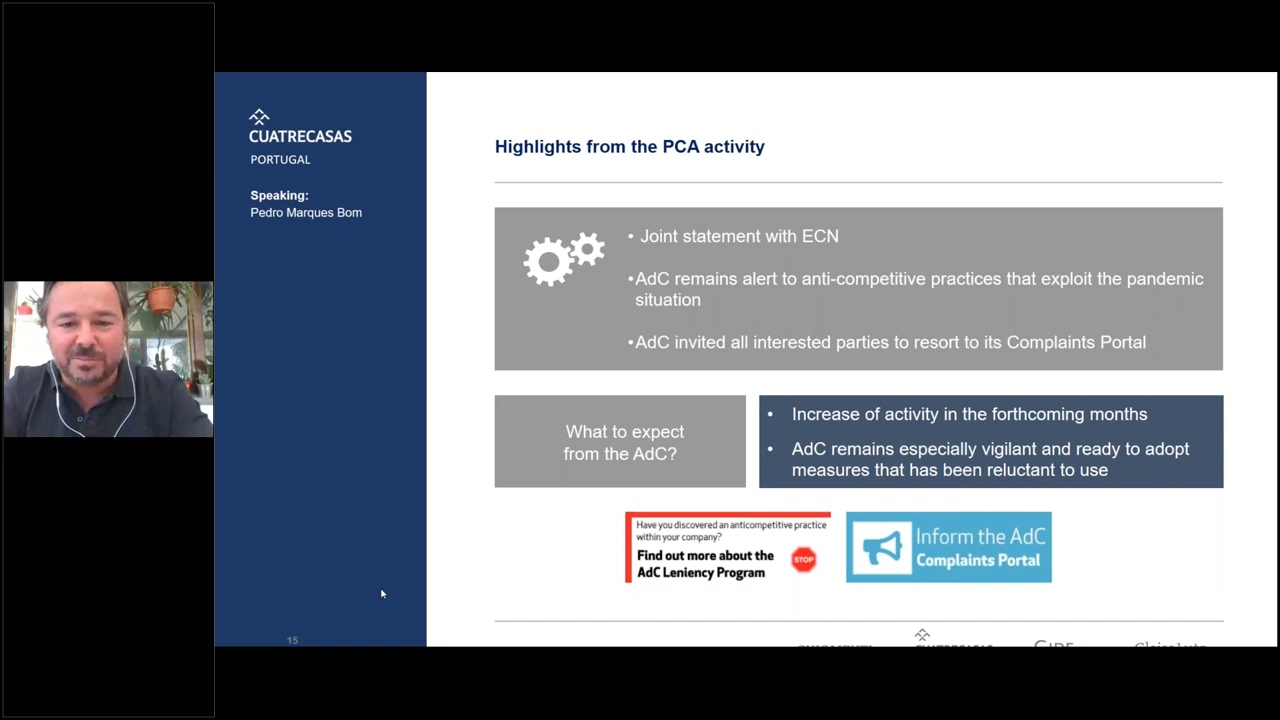 CUATRECASAS
PORTUGAL
Speaking:
Pedro Marques Bom
15
Highlights from the PCA activity
• Joint statement with ECN
•AdC remains alert to anti-competitive practices that exploit the pandemic
situation
•AdC invited all interested parties to resort to its Complaints Portal
What to expect
from the AdC?
• Increase of activity in the forthcoming months
• AdC remains especially vigilant and ready to adopt
measures that has been reluctant to use
Have you discovered an anticompetitive practice
within your company?
Find out more about the
AdC Leniency Program
STOP
Inform the AdC
Complaints Portal